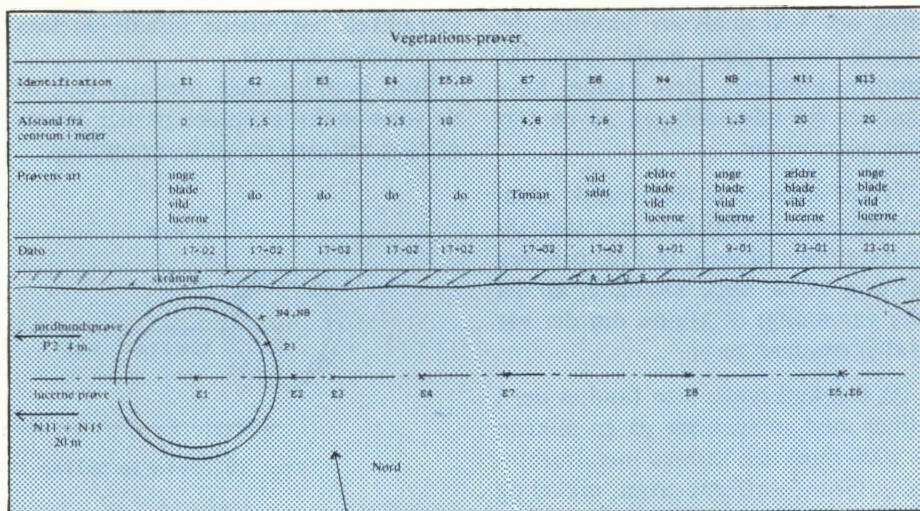 Vegetations-prøver
Identification E1 E2 E3 E4 E5,E6 E7 E8 N4 N8 N11 N15
Afstand fra centrum i meter 0 1,5 2,1 3,5 10 4,8 7,6 1,5 1,5 20 20
Prøvens art unge blade vild lucerne do do do do Timian vild salat ældre blade vild lucerne unge blade vild lucerne ældre blade vild lucerne unge blade vild lucerne
Dato 17-02 17-02 17-02 17-02 17-02 17-02 17-02 9-01 9-01 23-01 23-01
skråning
N4,N8
jordbundsprøve
P2 4 m.
P1
lucerne prøve
E1 E2 E3 E4 E7 E8 E5,E6
N11 + N15
20 m
Nord